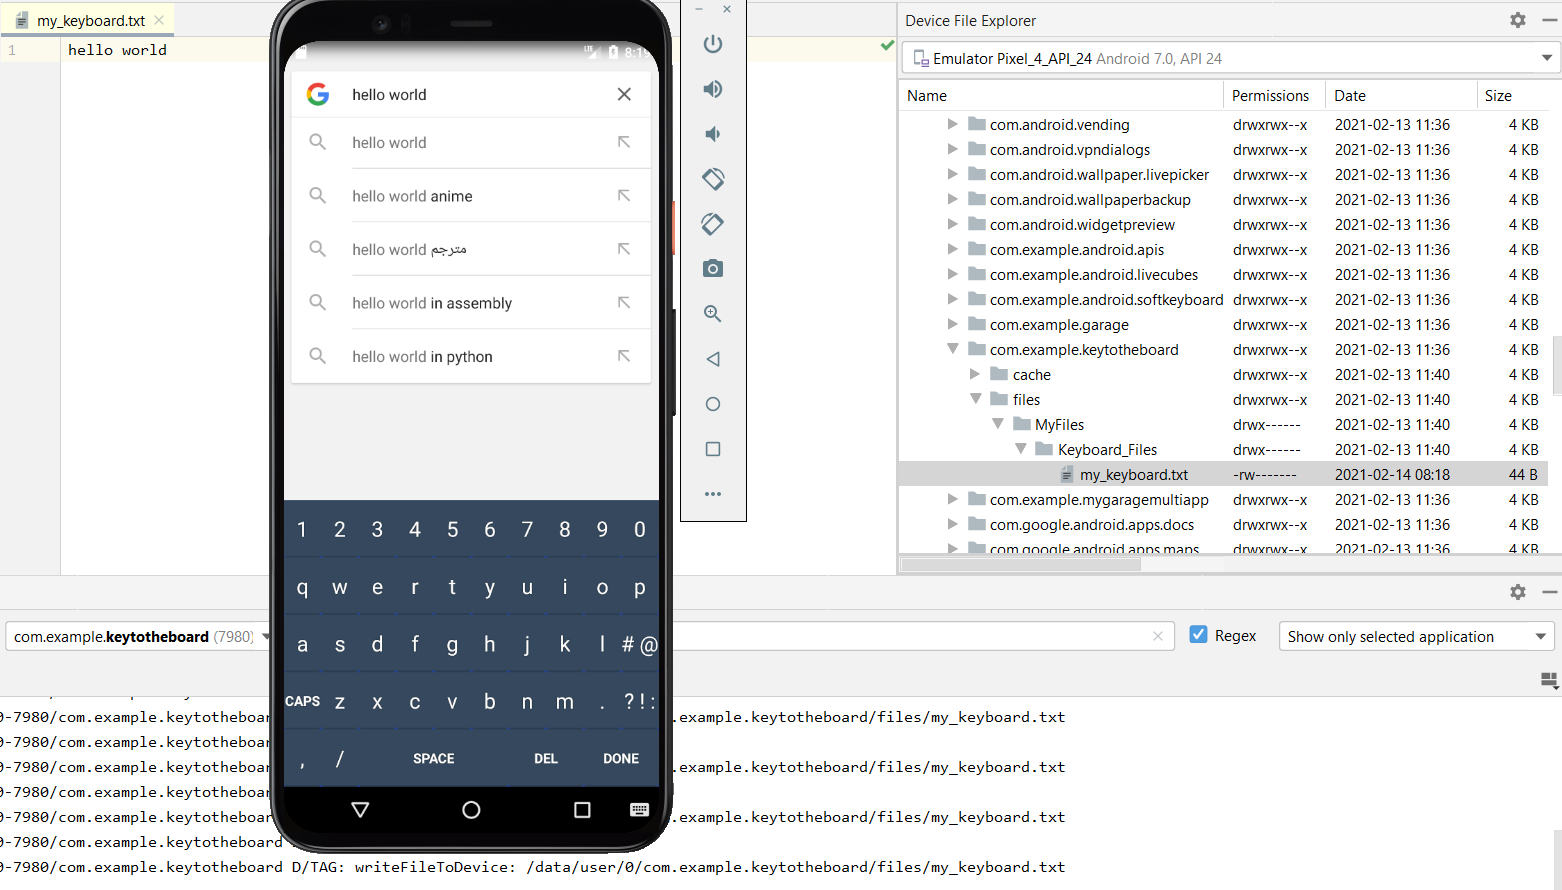 my_keyboard.txt
1 hello world
LTE 8:19
hello world
hello world
hello world anime
hello world مترجم
hello world in assembly
hello world in python
1 2 3 4 5 6 7 8 9 0
q w e r t y u i o p
a s d f g h j k l # @
CAPS z x c v b n m . ? ! :
, / SPACE DEL DONE
Device File Explorer
Emulator Pixel_4_API_24 Android 7.0, API 24
Name Permissions Date Size
com.android.vending drwxrwx--x 2021-02-13 11:36 4 KB
com.android.vpndialogs drwxrwx--x 2021-02-13 11:36 4 KB
com.android.wallpaper.livepicker drwxrwx--x 2021-02-13 11:36 4 KB
com.android.wallpaperbackup drwxrwx--x 2021-02-13 11:36 4 KB
com.android.widgetpreview drwxrwx--x 2021-02-13 11:36 4 KB
com.example.android.apis drwxrwx--x 2021-02-13 11:36 4 KB
com.example.android.livecubes drwxrwx--x 2021-02-13 11:36 4 KB
com.example.android.softkeyboard drwxrwx--x 2021-02-13 11:36 4 KB
com.example.garage drwxrwx--x 2021-02-13 11:36 4 KB
com.example.keytotheboard drwxrwx--x 2021-02-13 11:36 4 KB
cache drwxrwx--x 2021-02-13 11:40 4 KB
files drwxrwx--x 2021-02-13 11:40 4 KB
MyFiles drwx------ 2021-02-13 11:40 4 KB
Keyboard_Files drwx------ 2021-02-13 11:40 4 KB
my_keyboard.txt -rw------- 2021-02-14 08:18 44 B
com.example.mygaragemultiapp drwxrwx--x 2021-02-13 11:36 4 KB
com.google.android.apps.docs drwxrwx--x 2021-02-13 11:36 4 KB
com.google.android.apps.maps drwxrwx--x 2021-02-13 11:36 4 KB
com.example.keytotheboard (7980) Regex Show only selected application
0-7980/com.example.keytotheboar .example.keytotheboard/files/my_keyboard.txt
0-7980/com.example.keytotheboar
0-7980/com.example.keytotheboar .example.keytotheboard/files/my_keyboard.txt
0-7980/com.example.keytotheboar
0-7980/com.example.keytotheboar .example.keytotheboard/files/my_keyboard.txt
0-7980/com.example.keytotheboard
0-7980/com.example.keytotheboard D/TAG: writeFileToDevice: /data/user/0/com.example.keytotheboard/files/my_keyboard.txt